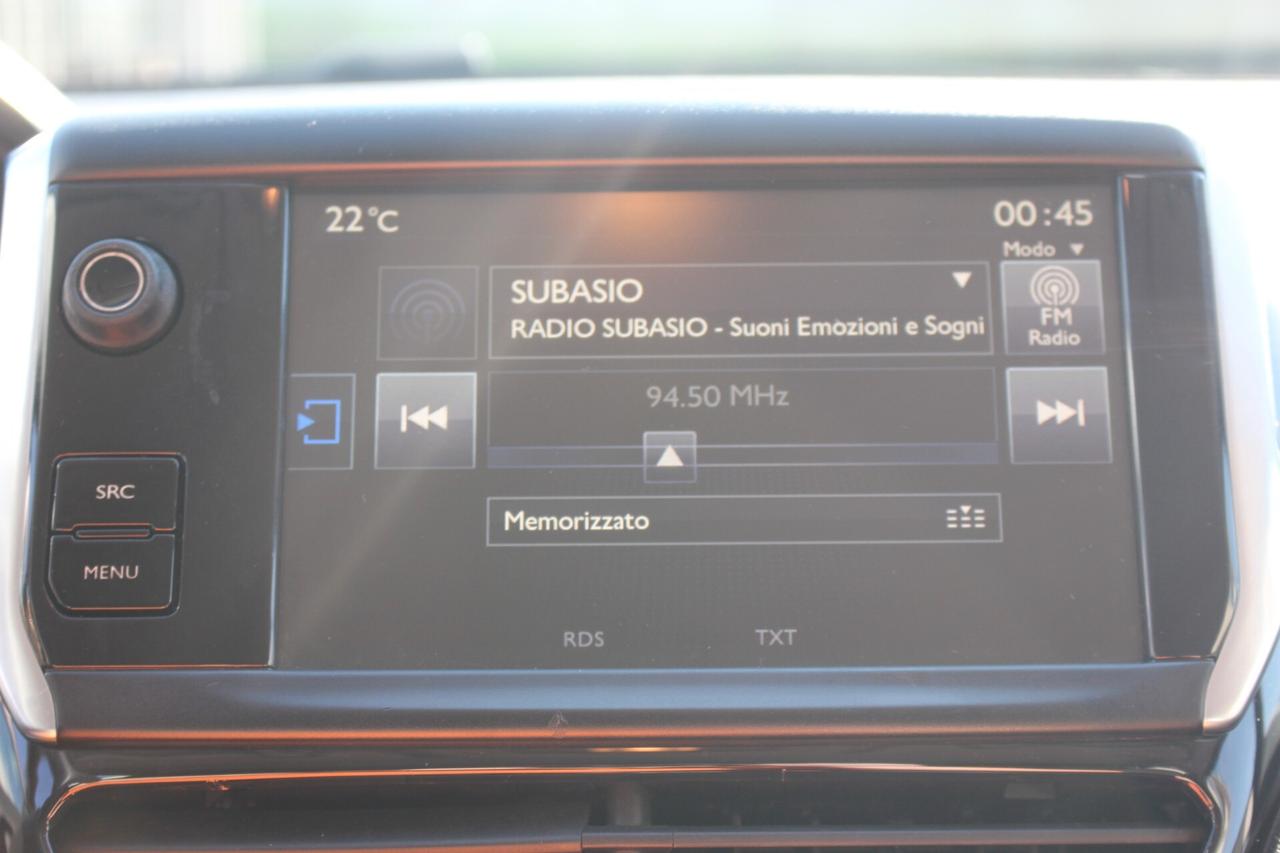 22°C
00:45
Modo
SUBASIO
RADIO SUBASIO - Suoni Emozioni e Sogni
FM
Radio
94.50 MHz
SRC
Memorizzato
MENU
RDS
TXT